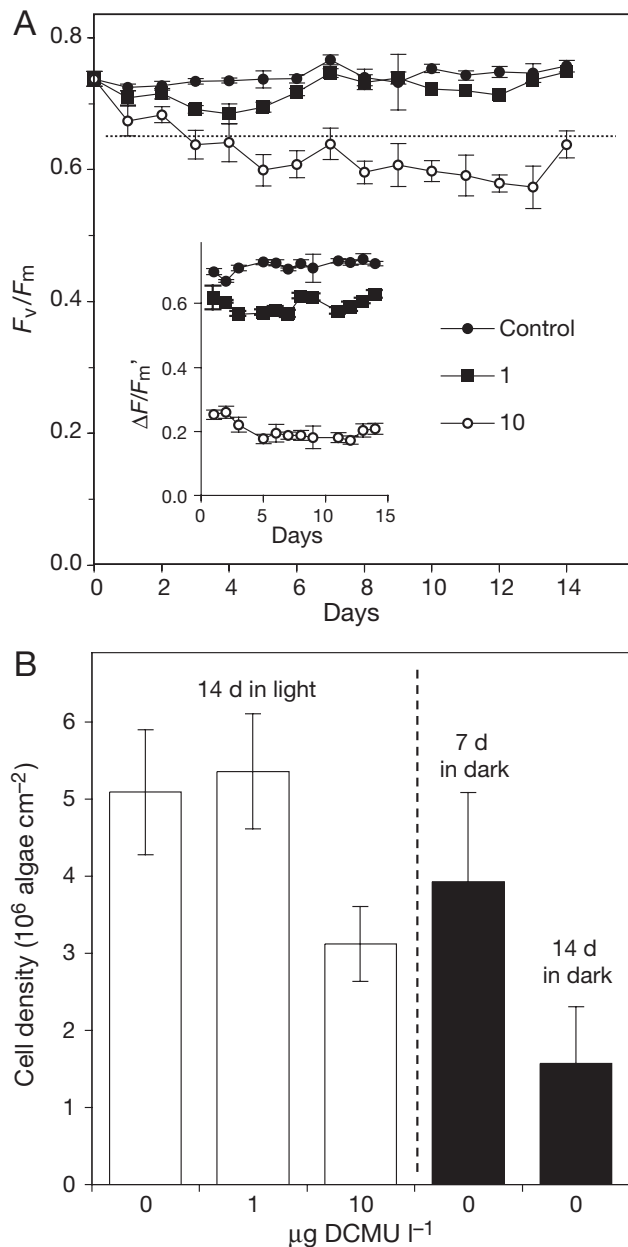 A
0.8
0.6
0.4
0.2
0.0
Fv/Fm
0 2 4 6 8 10 12 14
Days
0.6
0.4
0.2
0.0
ΔF/Fm'
0 5 10 15
Days
Control
1
10
B
14 d in light
7 d
in dark
14 d
in dark
6
5
4
3
2
1
0
Cell density (10⁶ algae cm⁻²)
0 1 10 0 0
μg DCMU l⁻¹